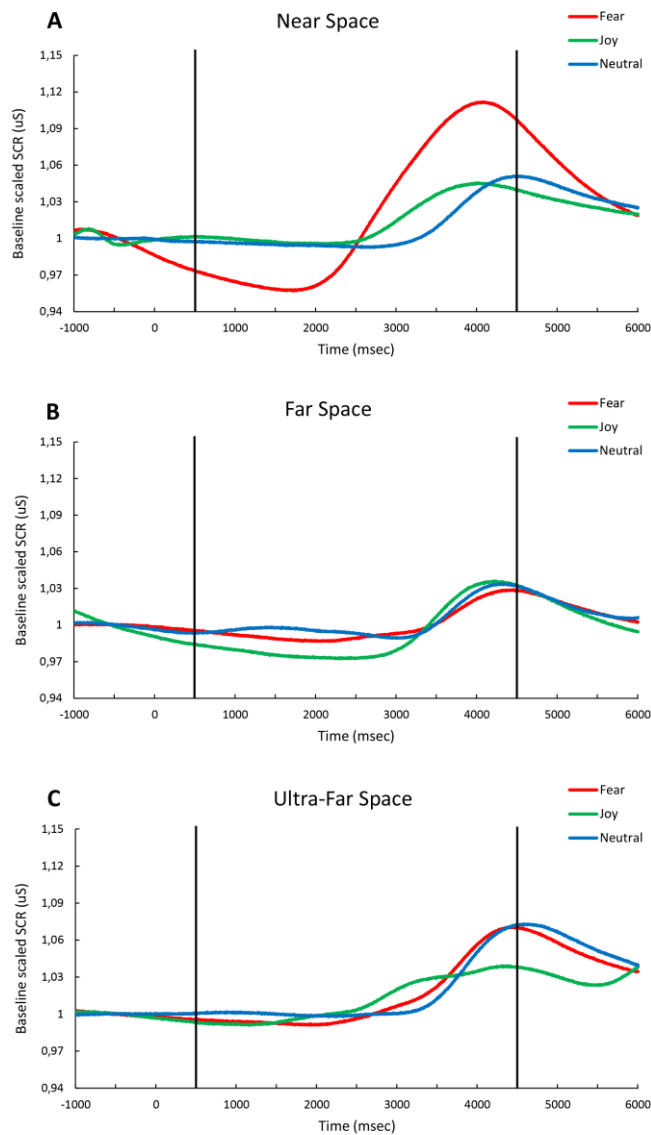 A
Near Space
Fear
Joy
Neutral
Baseline scaled SCR (uS)
1,15
1,12
1,09
1,06
1,03
1
0,97
0,94
-1000 0 1000 2000 3000 4000 5000 6000
Time (msec)
B
Far Space
Fear
Joy
Neutral
Baseline scaled SCR (uS)
1,15
1,12
1,09
1,06
1,03
1
0,97
0,94
-1000 0 1000 2000 3000 4000 5000 6000
Time (msec)
C
Ultra-Far Space
Fear
Joy
Neutral
Baseline scaled SCR (uS)
1,15
1,12
1,09
1,06
1,03
1
0,97
0,94
-1000 0 1000 2000 3000 4000 5000 6000
Time (msec)